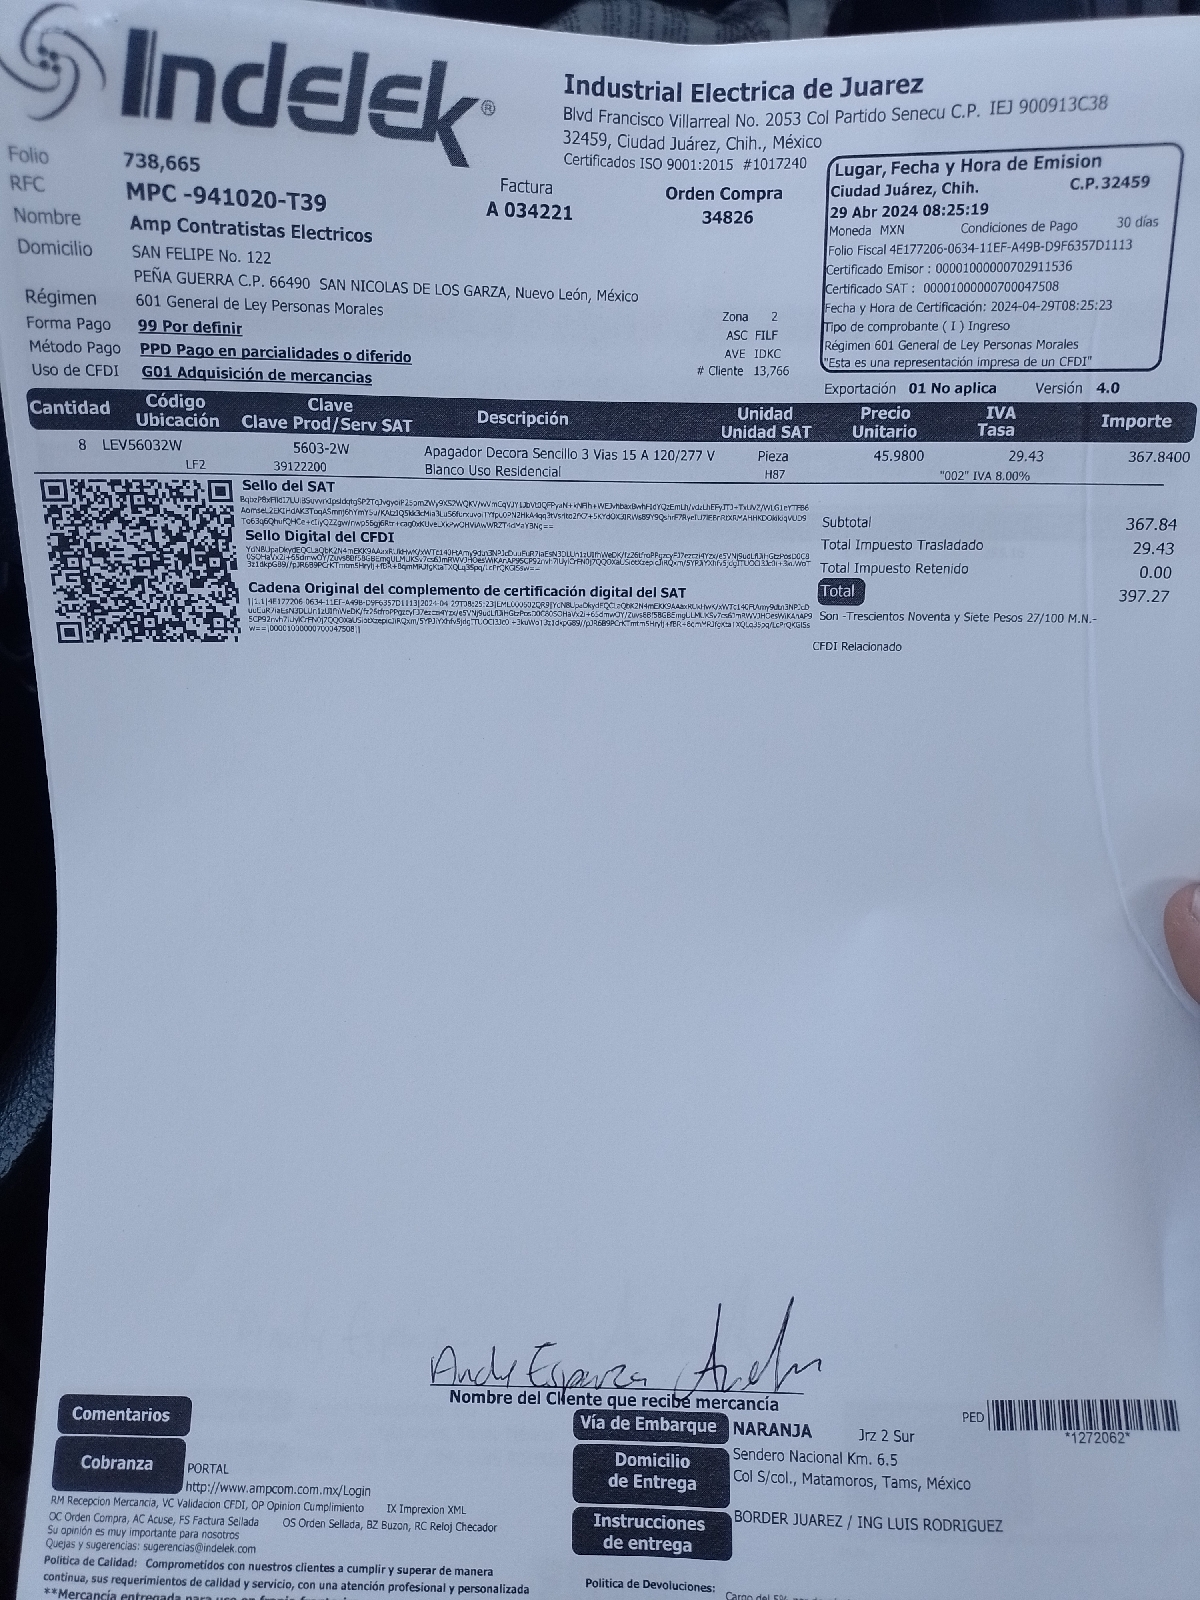 Indelek®
Industrial Electrica de Juarez
Blvd Francisco Villarreal No. 2053 Col Partido Senecu C.P. IEJ 900913C38
32459, Ciudad Juárez, Chih., México
Certificados ISO 9001:2015 #1017240
Folio 738,665
RFC MPC -941020-T39
Nombre Amp Contratistas Electricos
Domicilio SAN FELIPE No. 122
PEÑA GUERRA C.P. 66490 SAN NICOLAS DE LOS GARZA, Nuevo León, México
Régimen 601 General de Ley Personas Morales
Forma Pago 99 Por definir
Método Pago PPD Pago en parcialidades o diferido
Uso de CFDI G01 Adquisición de mercancias
Factura
A 034221
Orden Compra
34826
Zona 2
ASC FILF
AVE IDKC
# Cliente 13,766
Lugar, Fecha y Hora de Emision
Ciudad Juárez, Chih. C.P.32459
29 Abr 2024 08:25:19
Moneda MXN Condiciones de Pago 30 días
Folio Fiscal 4E177206-0634-11EF-A49B-D9F6357D1113
Certificado Emisor : 00001000000702911536
Certificado SAT : 00001000000700047508
Fecha y Hora de Certificación: 2024-04-29T08:25:23
Tipo de comprobante ( I ) Ingreso
Régimen 601 General de Ley Personas Morales
"Esta es una representación impresa de un CFDI"
Exportación 01 No aplica Versión 4.0
Cantidad Código Ubicación Clave Clave Prod/Serv SAT Descripción Unidad Unidad SAT Precio Unitario IVA Tasa Importe
8 LEV56032W 5603-2W Apagador Decora Sencillo 3 Vias 15 A 120/277 V Pieza 45.9800 29.43 367.8400
LF2 39122200 Blanco Uso Residencial H87 "002" IVA 8.00%
Sello del SAT
Sello Digital del CFDI
Cadena Original del complemento de certificación digital del SAT
Subtotal 367.84
Total Impuesto Trasladado 29.43
Total Impuesto Retenido 0.00
Total 397.27
Son -Trescientos Noventa y Siete Pesos 27/100 M.N.-
CFDI Relacionado
Andy Esparza
Nombre del Cliente que recibe mercancía
Comentarios
Cobranza PORTAL
http://www.ampcom.com.mx/Login
RM Recepcion Mercancia, VC Validacion CFDI, OP Opinion Cumplimiento IX Imprexion XML
OC Orden Compra, AC Acuse, FS Factura Sellada OS Orden Sellada, BZ Buzon, RC Reloj Checador
Su opinión es muy importante para nosotros
Quejas y sugerencias: sugerencias@indelek.com
Politica de Calidad: Comprometidos con nuestros clientes a cumplir y superar de manera
continua, sus requerimientos de calidad y servicio, con una atención profesional y personalizada
**Mercancía entregada para uso en
Vía de Embarque NARANJA Jrz 2 Sur
PED *1272062*
Domicilio de Entrega Sendero Nacional Km. 6.5
Col S/col., Matamoros, Tams, México
Instrucciones de entrega BORDER JUAREZ / ING LUIS RODRIGUEZ
Politica de Devoluciones:
Cargo del 5%